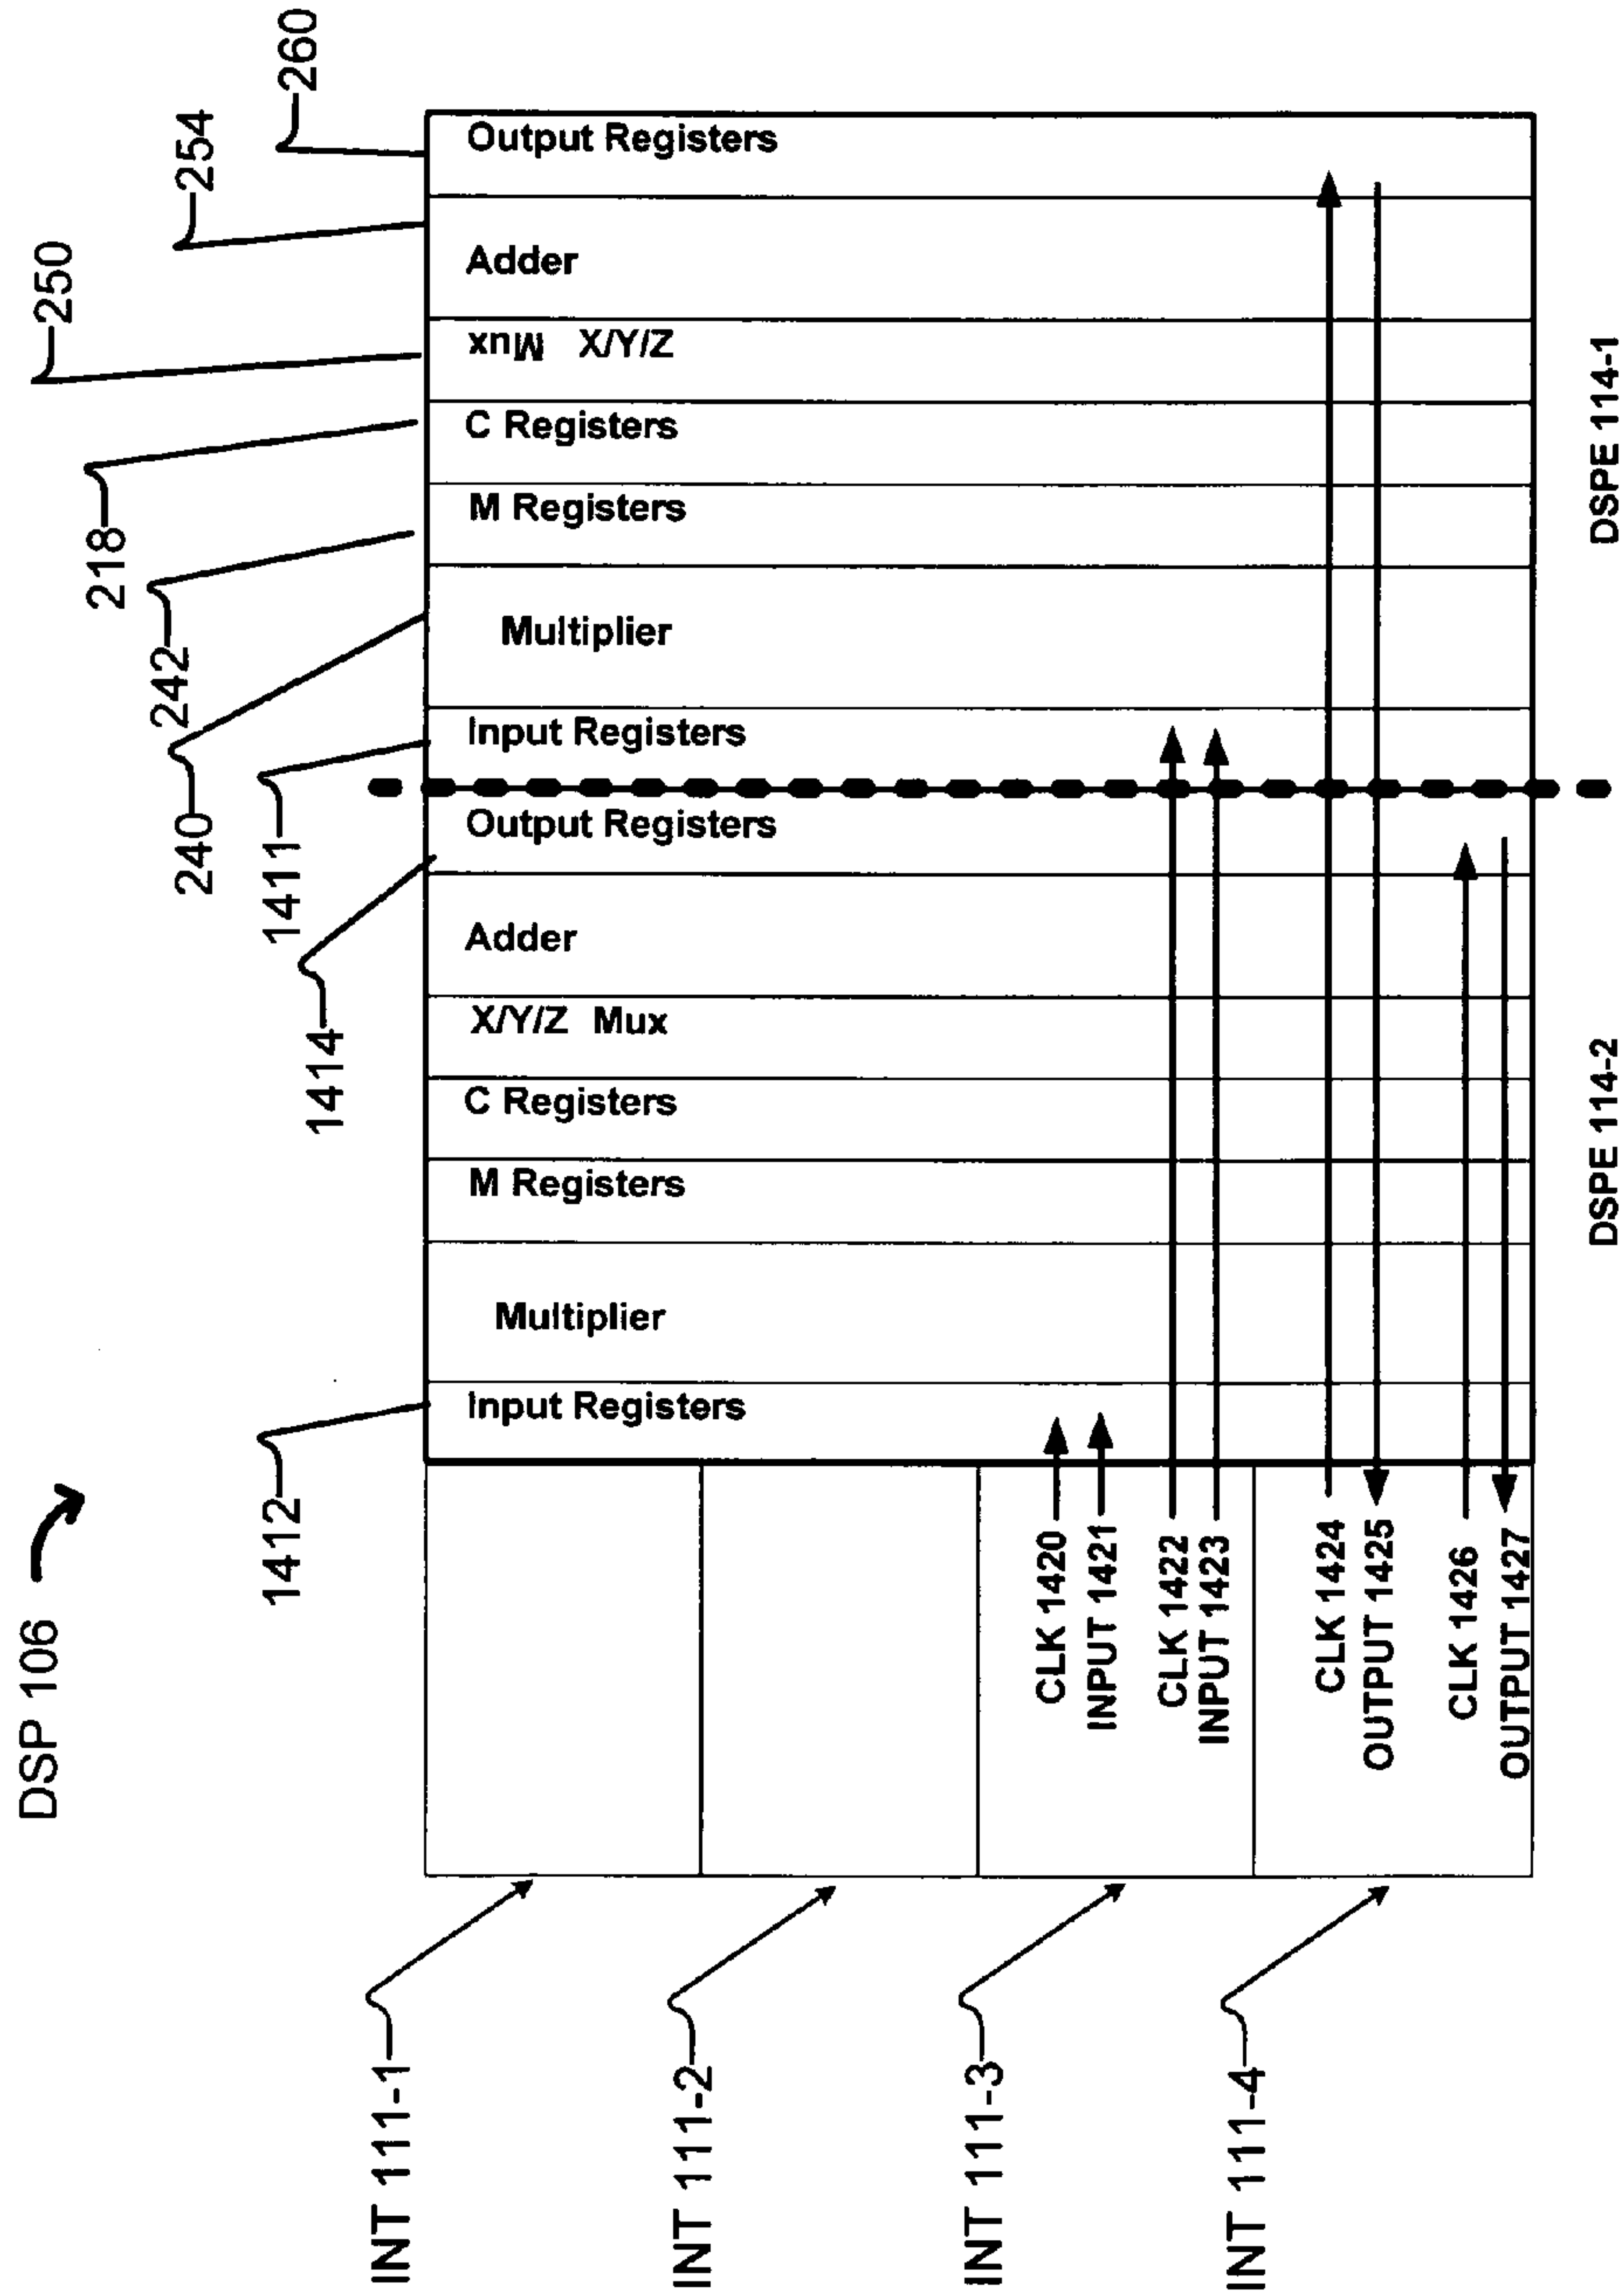 DSP 106
260
254
250
218
242
240
1411
1414
1412
Output Registers
Adder
Mux X/Y/Z
C Registers
M Registers
Multiplier
Input Registers
Output Registers
Adder
X/Y/Z Mux
C Registers
M Registers
Multiplier
Input Registers
CLK 1420
INPUT 1421
CLK 1422
INPUT 1423
CLK 1424
OUTPUT 1425
CLK 1426
OUTPUT 1427
INT 111-1
INT 111-2
INT 111-3
INT 111-4
DSPE 114-1
DSPE 114-2